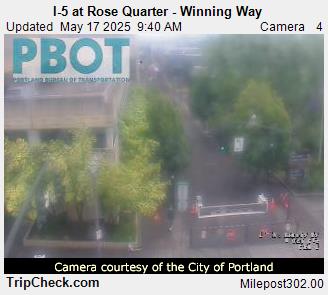 I-5 at Rose Quarter - Winning Way
Updated May 17 2025 9:40 AM Camera 4
PBOT
PORTLAND BUREAU OF TRANSPORTATION
Camera courtesy of the City of Portland
TripCheck.com Milepost302.00